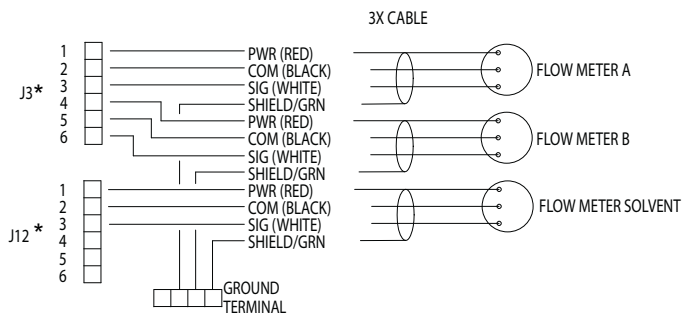 3X CABLE
J3*
1
2
3
4
5
6
PWR (RED)
COM (BLACK)
SIG (WHITE)
SHIELD/GRN
PWR (RED)
COM (BLACK)
SIG (WHITE)
SHIELD/GRN
FLOW METER A
FLOW METER B
J12*
1
2
3
4
5
6
PWR (RED)
COM (BLACK)
SIG (WHITE)
SHIELD/GRN
FLOW METER SOLVENT
GROUND
TERMINAL